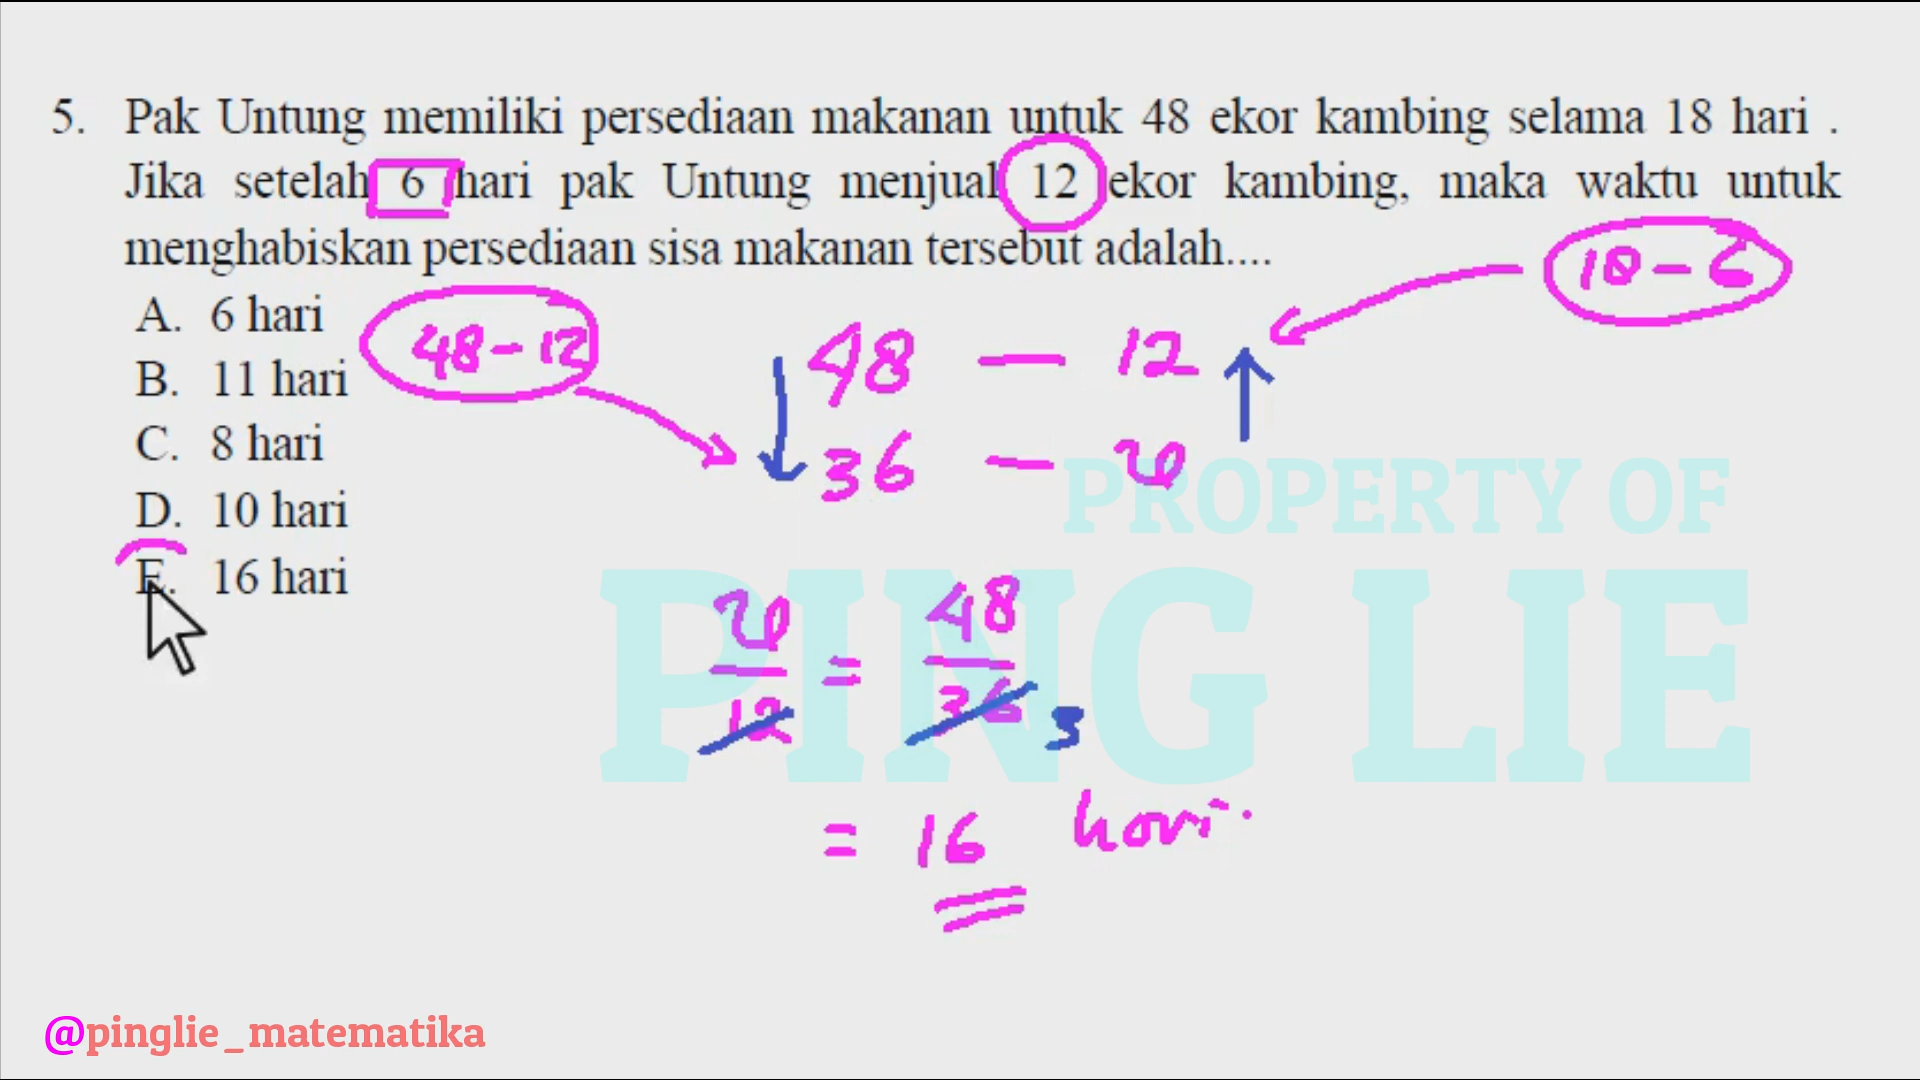 5. Pak Untung memiliki persediaan makanan untuk 48 ekor kambing selama 18 hari .
Jika setelah 6 hari pak Untung menjual 12 ekor kambing, maka waktu untuk
menghabiskan persediaan sisa makanan tersebut adalah....
18 - 6
A. 6 hari
48 - 12
48 — 12
B. 11 hari
C. 8 hari
36 —
D. 10 hari
PROPERTY OF
E. 16 hari
PING LIE
= 48
12 36 3
= 16 hari.
@pinglie_matematika